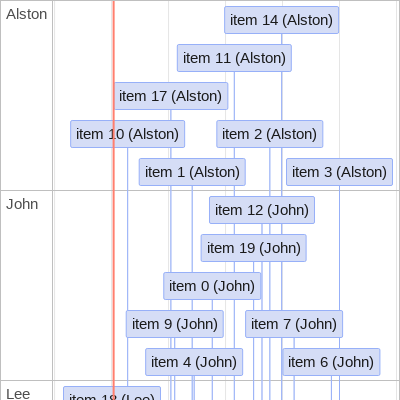 Alston
item 14 (Alston)
item 11 (Alston)
item 17 (Alston)
item 10 (Alston)
item 2 (Alston)
item 1 (Alston)
item 3 (Alston)
John
item 12 (John)
item 19 (John)
item 0 (John)
item 9 (John)
item 7 (John)
item 4 (John)
item 6 (John)
Lee
item 18 (Lee)